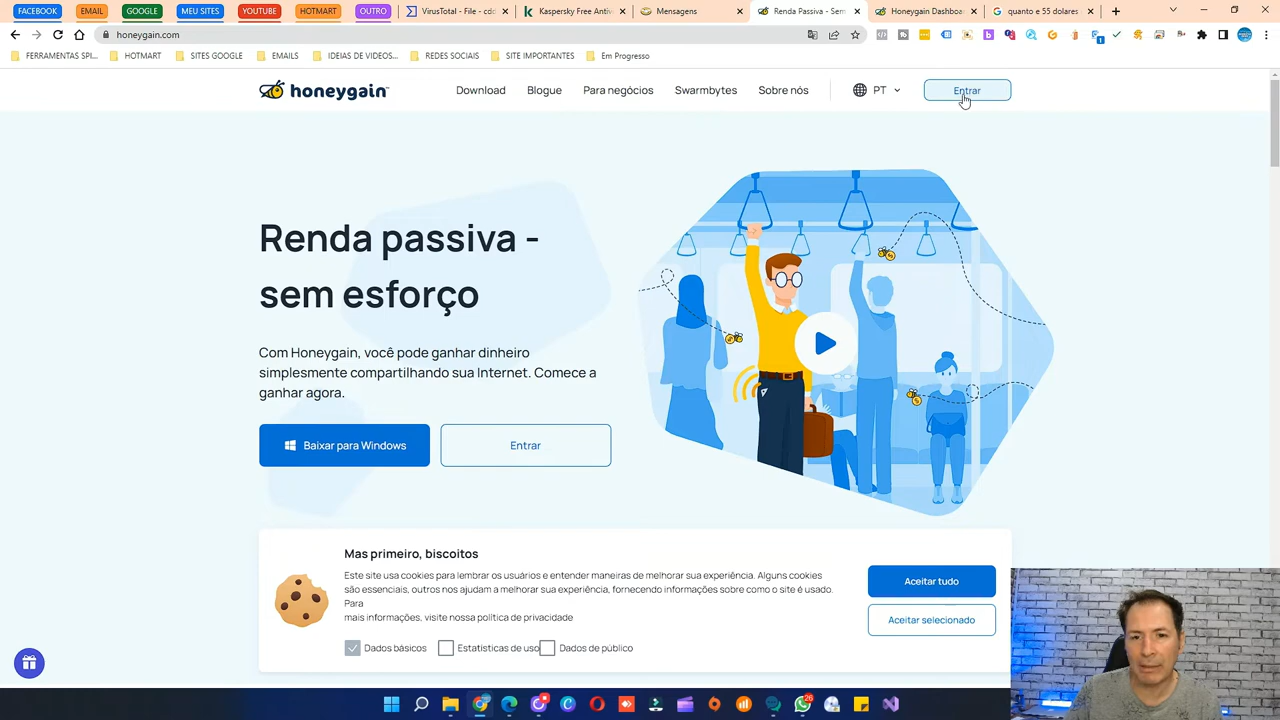 FACEBOOK
EMAIL
GOOGLE
MEU SITES
YOUTUBE
HOTMART
OUTRO
VirusTotal - File - cdd
Kaspersky Free Antiv
Mensagens
Renda Passiva - Sem
Honeygain Dashboa
quanto e 55 dolares
honeygain.com
FERRAMENTAS SPI...
HOTMART
SITES GOOGLE
EMAILS
IDEIAS DE VIDEOS...
REDES SOCIAIS
SITE IMPORTANTES
Em Progresso
honeygain
Download
Blogue
Para negócios
Swarmbytes
Sobre nós
PT
Entrar
Renda passiva -
sem esforço
Com Honeygain, você pode ganhar dinheiro
simplesmente compartilhando sua Internet. Comece a
ganhar agora.
Baixar para Windows
Entrar
Mas primeiro, biscoitos
Este site usa cookies para lembrar os usuários e entender maneiras de melhorar sua experiência. Alguns cookies
são essenciais, outros nos ajudam a melhorar sua experiência, fornecendo informações sobre como o site é usado.
Para
mais informações, visite nossa política de privacidade
Dados básicos
Estatísticas de uso
Dados de público
Aceitar tudo
Aceitar selecionado